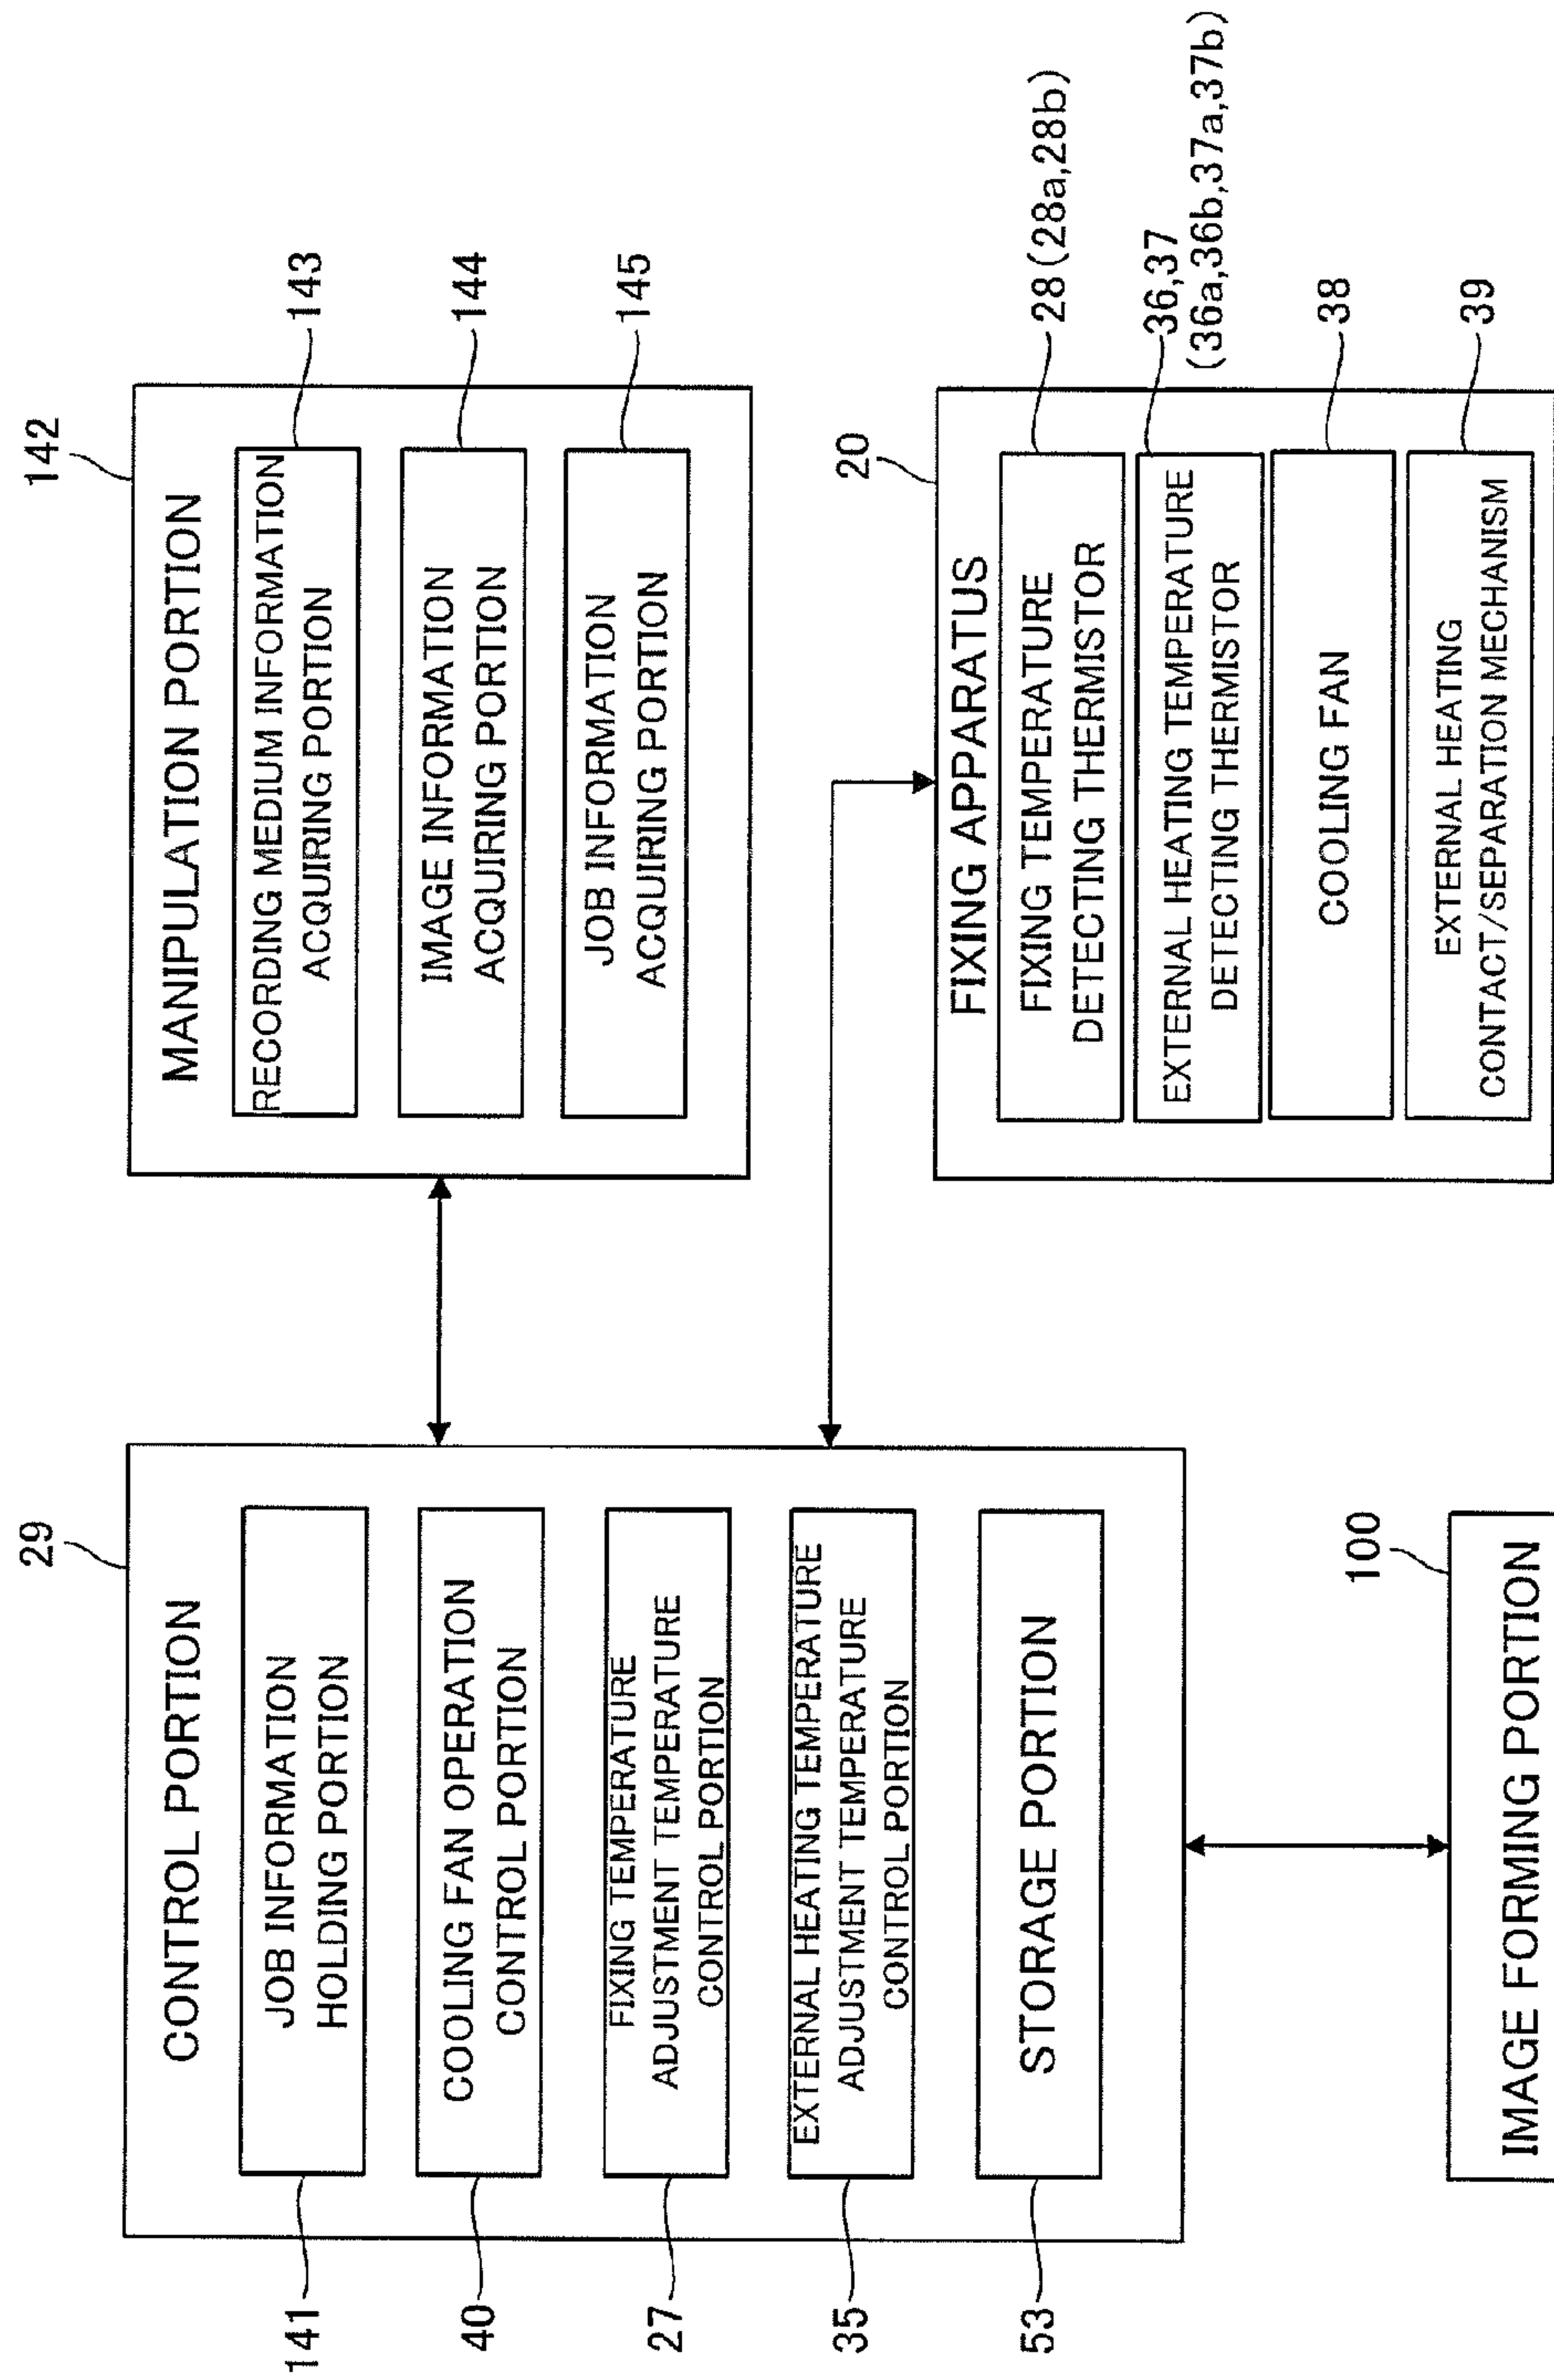 29
CONTROL PORTION
141
JOB INFORMATION
HOLDING PORTION
40
COOLING FAN OPERATION
CONTROL PORTION
27
FIXING TEMPERATURE
ADJUSTMENT TEMPERATURE
CONTROL PORTION
35
EXTERNAL HEATING TEMPERATURE
ADJUSTMENT TEMPERATURE
CONTROL PORTION
53
STORAGE PORTION
100
IMAGE FORMING PORTION
142
MANIPULATION PORTION
RECORDING MEDIUM INFORMATION
ACQUIRING PORTION
143
IMAGE INFORMATION
ACQUIRING PORTION
144
JOB INFORMATION
ACQUIRING PORTION
145
20
FIXING APPARATUS
FIXING TEMPERATURE
DETECTING THERMISTOR
28(28a,28b)
EXTERNAL HEATING TEMPERATURE
DETECTING THERMISTOR
36,37
(36a,36b,37a,37b)
COOLING FAN
38
EXTERNAL HEATING
CONTACT/SEPARATION MECHANISM
39